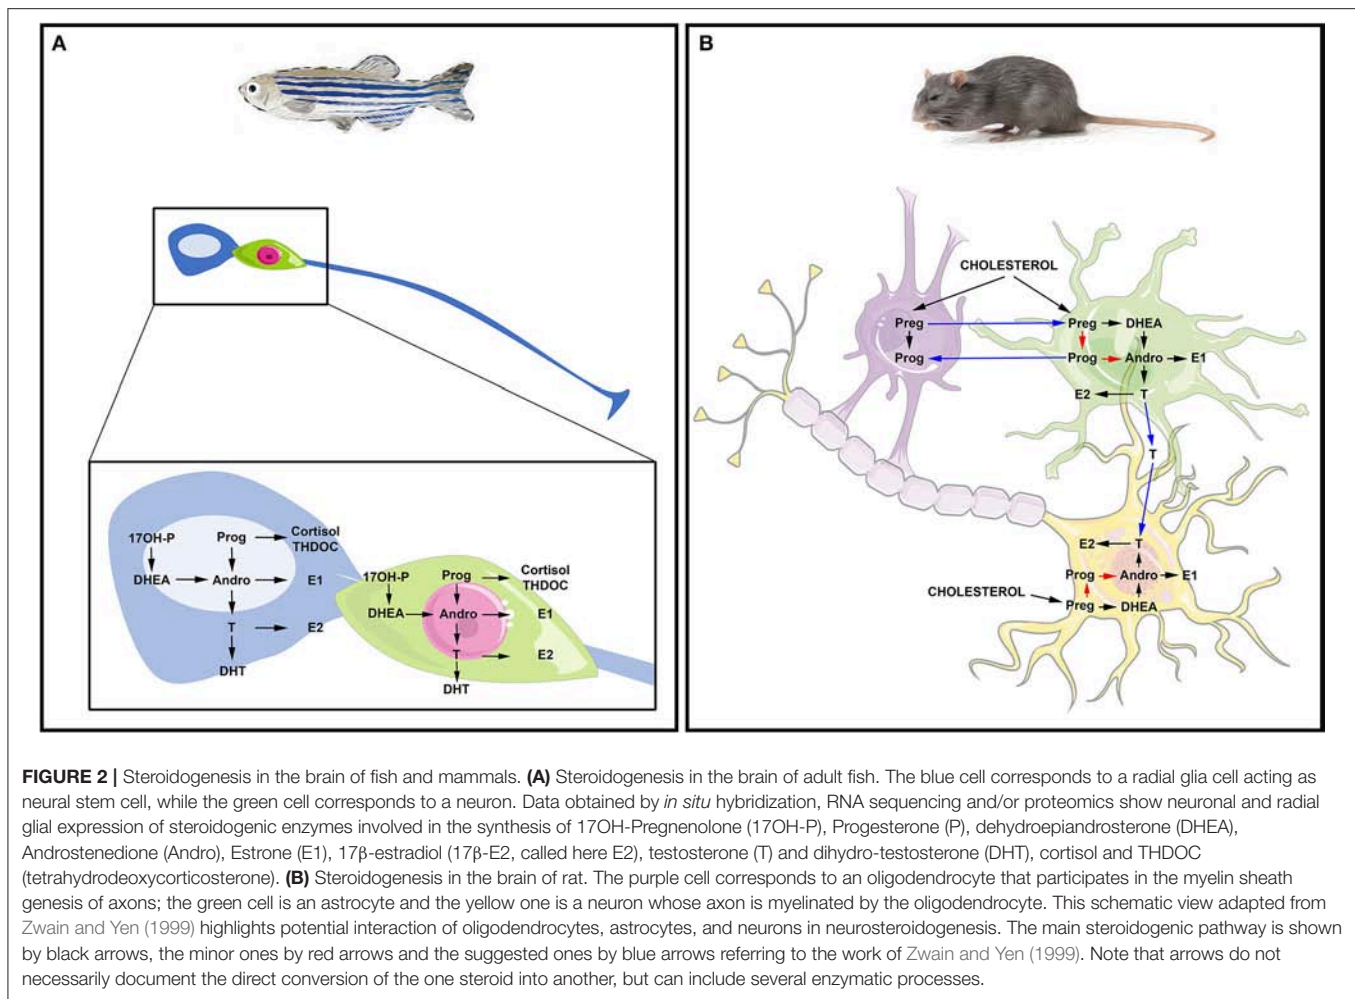 A
B
CHOLESTEROL
Preg
Preg
DHEA
Prog
Prog
Andro
E1
E2
T
T
17OH-P
Prog
Cortisol
THDOC
DHEA
Andro
E1
T
E2
DHT
17OH-P
Prog
Cortisol
THDOC
DHEA
Andro
E1
T
E2
DHT
E2
T
Prog
Andro
E1
CHOLESTEROL
Preg
DHEA
FIGURE 2 | Steroidogenesis in the brain of fish and mammals. (A) Steroidogenesis in the brain of adult fish. The blue cell corresponds to a radial glia cell acting as
neural stem cell, while the green cell corresponds to a neuron. Data obtained by in situ hybridization, RNA sequencing and/or proteomics show neuronal and radial
glial expression of steroidogenic enzymes involved in the synthesis of 17OH-Pregnenolone (17OH-P), Progesterone (P), dehydroepiandrosterone (DHEA),
Androstenedione (Andro), Estrone (E1), 17β-estradiol (17β-E2, called here E2), testosterone (T) and dihydro-testosterone (DHT), cortisol and THDOC
(tetrahydrodeoxycorticosterone). (B) Steroidogenesis in the brain of rat. The purple cell corresponds to an oligodendrocyte that participates in the myelin sheath
genesis of axons; the green cell is an astrocyte and the yellow one is a neuron whose axon is myelinated by the oligodendrocyte. This schematic view adapted from
Zwain and Yen (1999) highlights potential interaction of oligodendrocytes, astrocytes, and neurons in neurosteroidogenesis. The main steroidogenic pathway is shown
by black arrows, the minor ones by red arrows and the suggested ones by blue arrows referring to the work of Zwain and Yen (1999). Note that arrows do not
necessarily document the direct conversion of the one steroid into another, but can include several enzymatic processes.